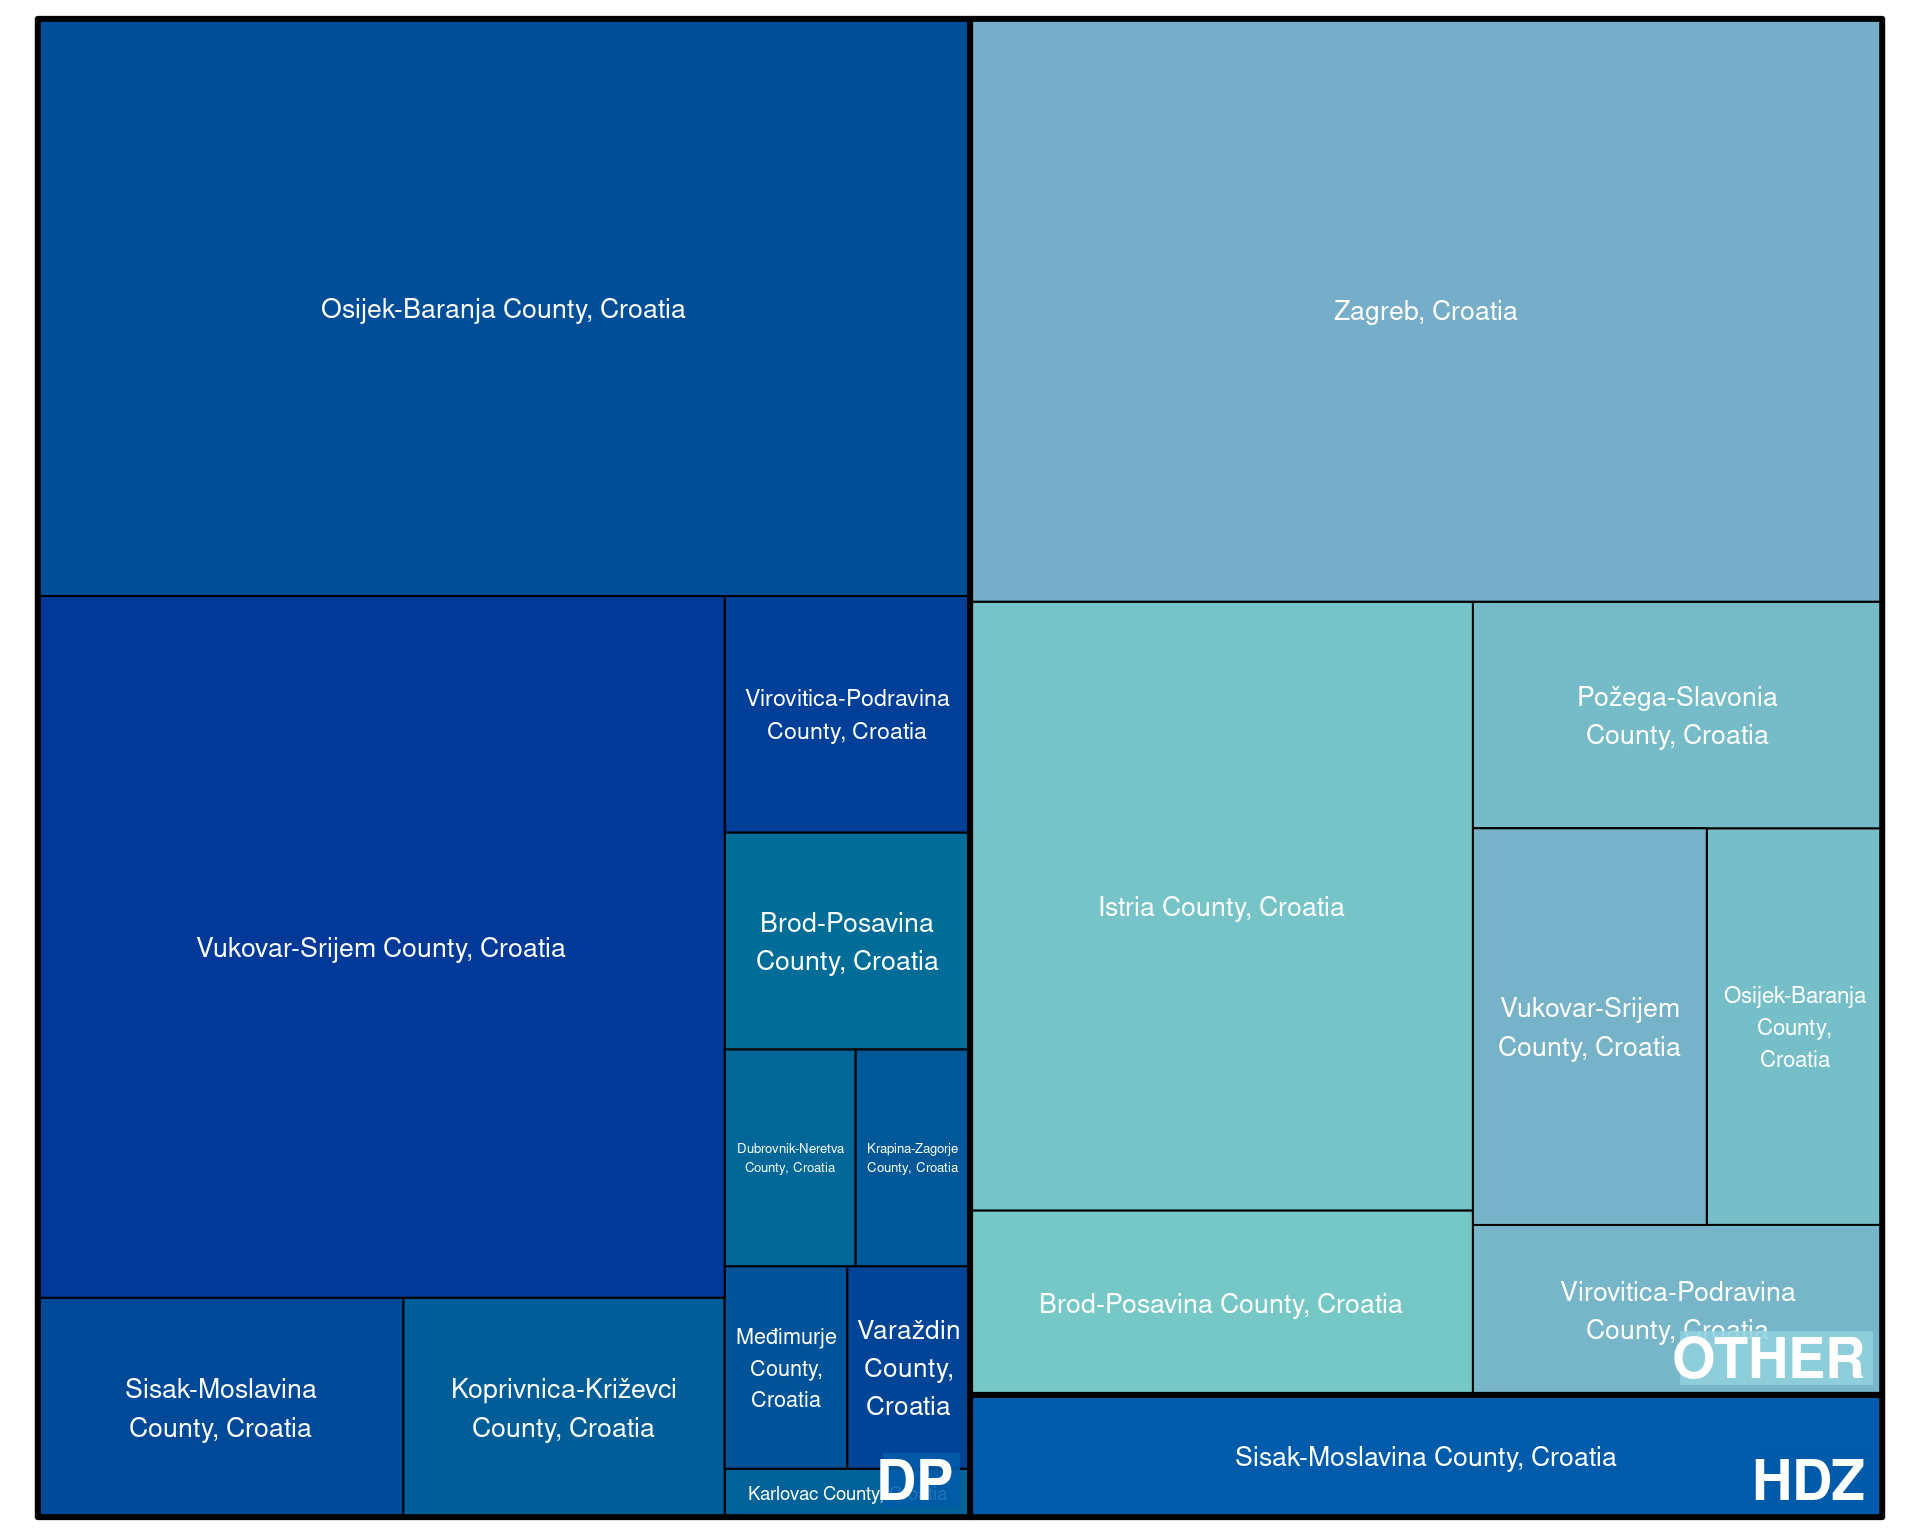 Osijek-Baranja County, Croatia
Vukovar-Srijem County, Croatia
Virovitica-Podravina
County, Croatia
Brod-Posavina
County, Croatia
Dubrovnik-Neretva
County, Croatia
Krapina-Zagorje
County, Croatia
Sisak-Moslavina
County, Croatia
Koprivnica-Križevci
County, Croatia
Međimurje
County,
Croatia
Varaždin
County,
Croatia
Karlovac County, Croatia
DP
Zagreb, Croatia
Istria County, Croatia
Požega-Slavonia
County, Croatia
Vukovar-Srijem
County, Croatia
Osijek-Baranja
County,
Croatia
Brod-Posavina County, Croatia
Virovitica-Podravina
County, Croatia
OTHER
Sisak-Moslavina County, Croatia
HDZ